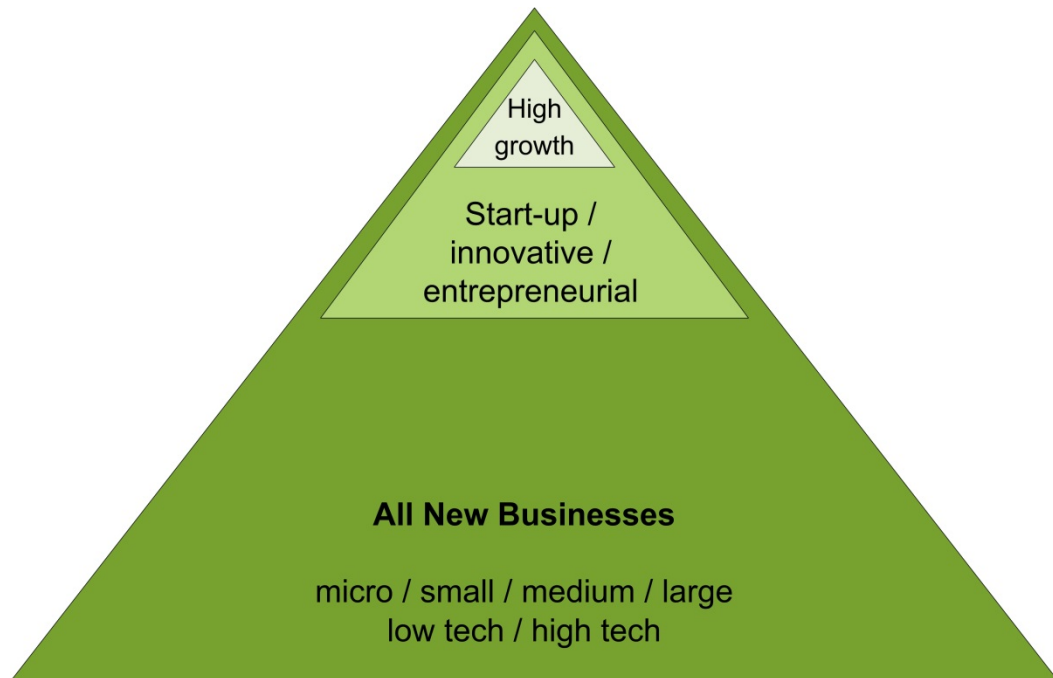 High
growth
Start-up /
innovative /
entrepreneurial
All New Businesses
micro / small / medium / large
low tech / high tech